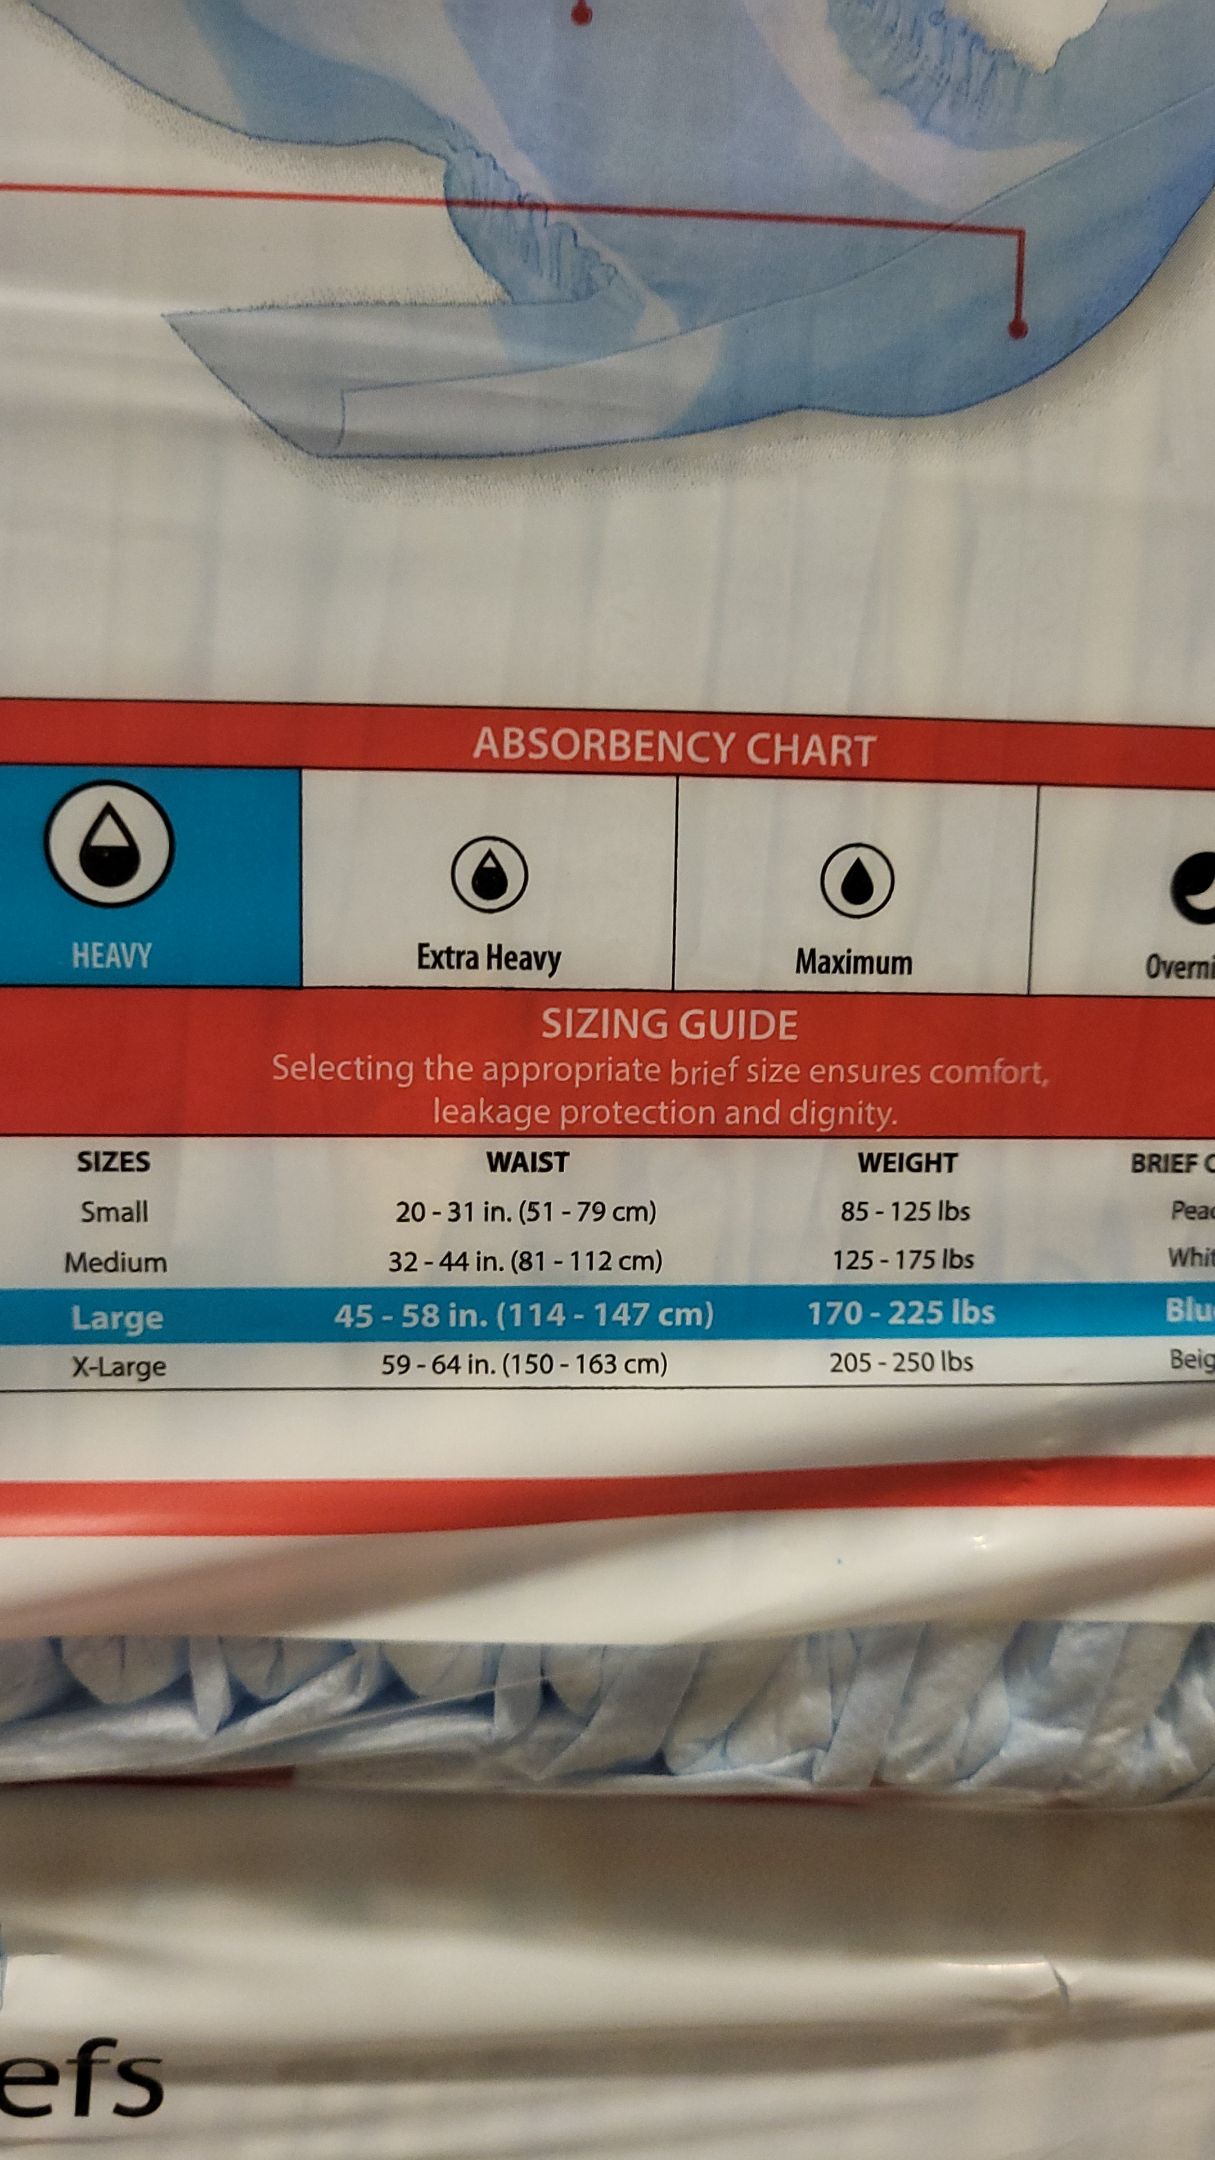 ABSORBENCY CHART
HEAVY Extra Heavy Maximum
SIZING GUIDE
Selecting the appropriate brief size ensures comfort,
leakage protection and dignity.
SIZES WAIST WEIGHT BRIEF
Small 20 - 31 in. (51 - 79 cm) 85 - 125 lbs
Medium 32 - 44 in. (81 - 112 cm) 125 - 175 lbs
Large 45 - 58 in. (114 - 147 cm) 170 - 225 lbs
X-Large 59 - 64 in. (150 - 163 cm) 205 - 250 lbs
efs